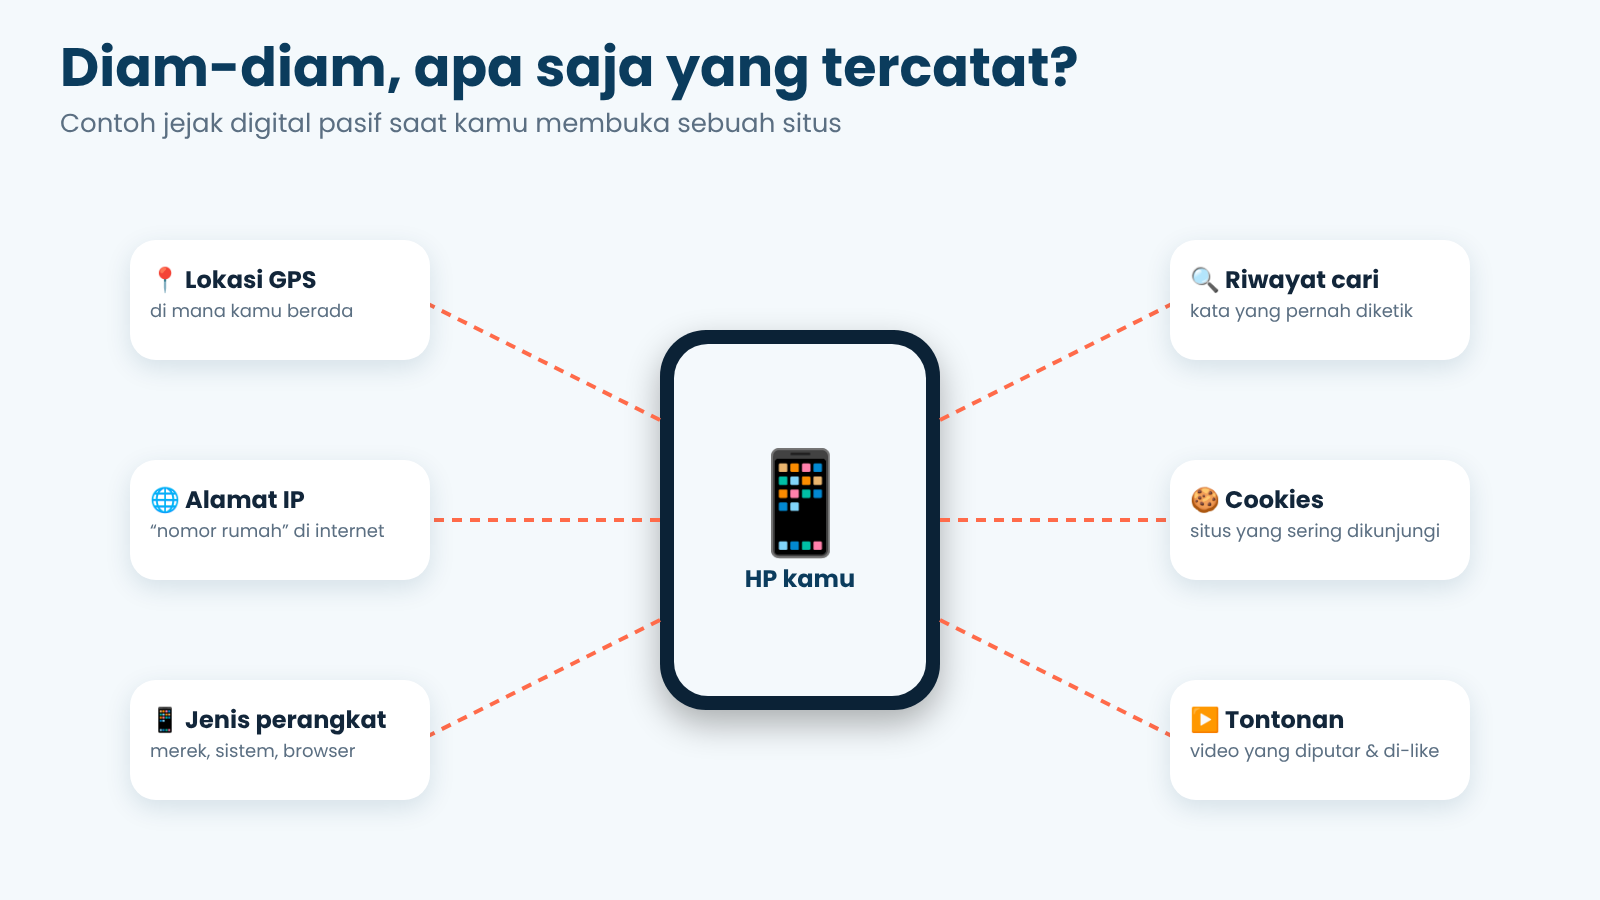 Diam-diam, apa saja yang tercatat?
Contoh jejak digital pasif saat kamu membuka sebuah situs
📍 Lokasi GPS
di mana kamu berada
🌐 Alamat IP
“nomor rumah” di internet
📱 Jenis perangkat
merek, sistem, browser
HP kamu
🔍 Riwayat cari
kata yang pernah diketik
🍪 Cookies
situs yang sering dikunjungi
▶️ Tontonan
video yang diputar & di-like